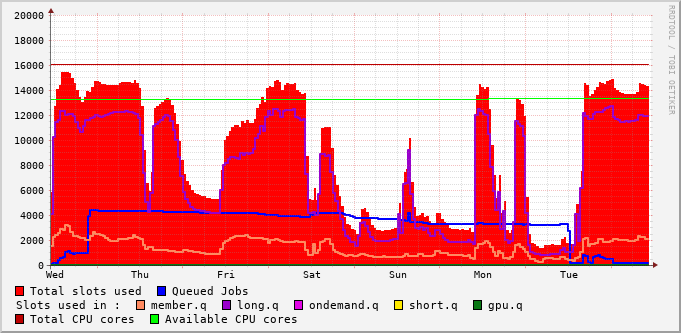 20000
18000
16000
14000
12000
10000
8000
6000
4000
2000
0
Wed Thu Fri Sat Sun Mon Tue
Total slots used Queued Jobs
Slots used in : member.q long.q ondemand.q short.q gpu.q
Total CPU cores Available CPU cores
RRDTOOL / TOBI OETIKER